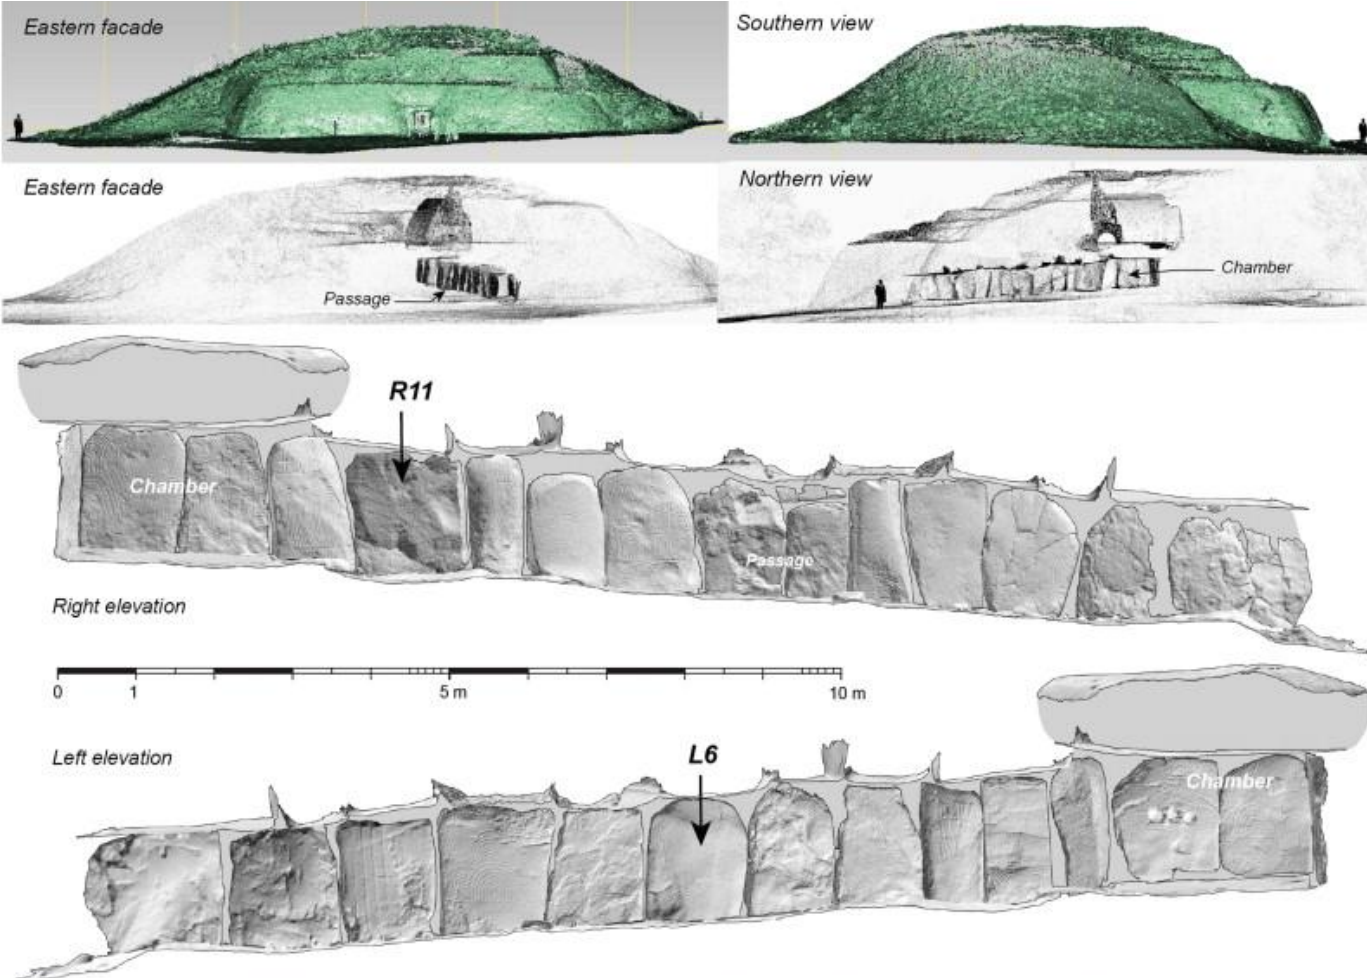 Eastern facade
Southern view
Eastern facade
Northern view
Passage
Chamber
R11
Chamber
Passage
Right elevation
0 1 5 m 10 m
Left elevation
L6
Chamber